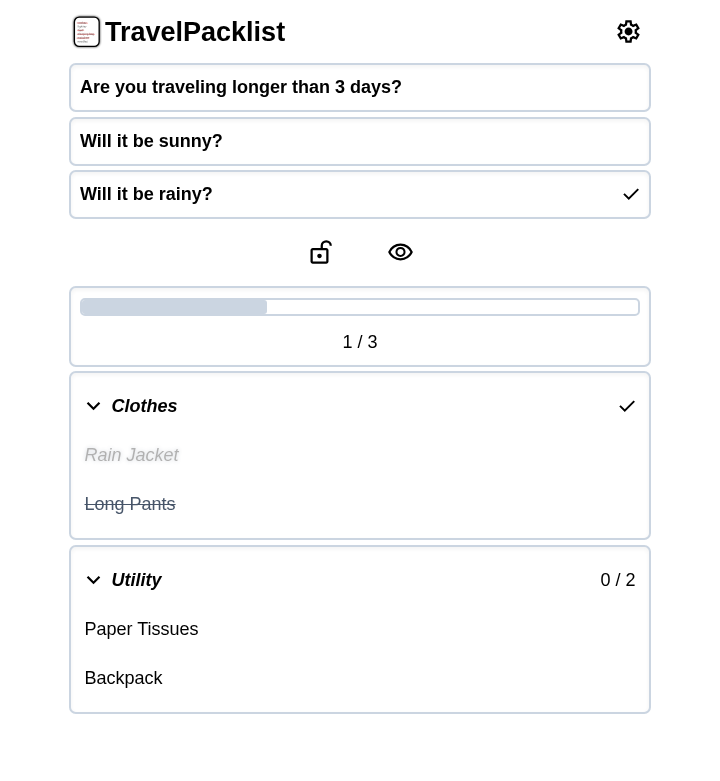 TravelPacklist
Are you traveling longer than 3 days?
Will it be sunny?
Will it be rainy?
1 / 3
Clothes
Rain Jacket
Long Pants
Utility 0 / 2
Paper Tissues
Backpack